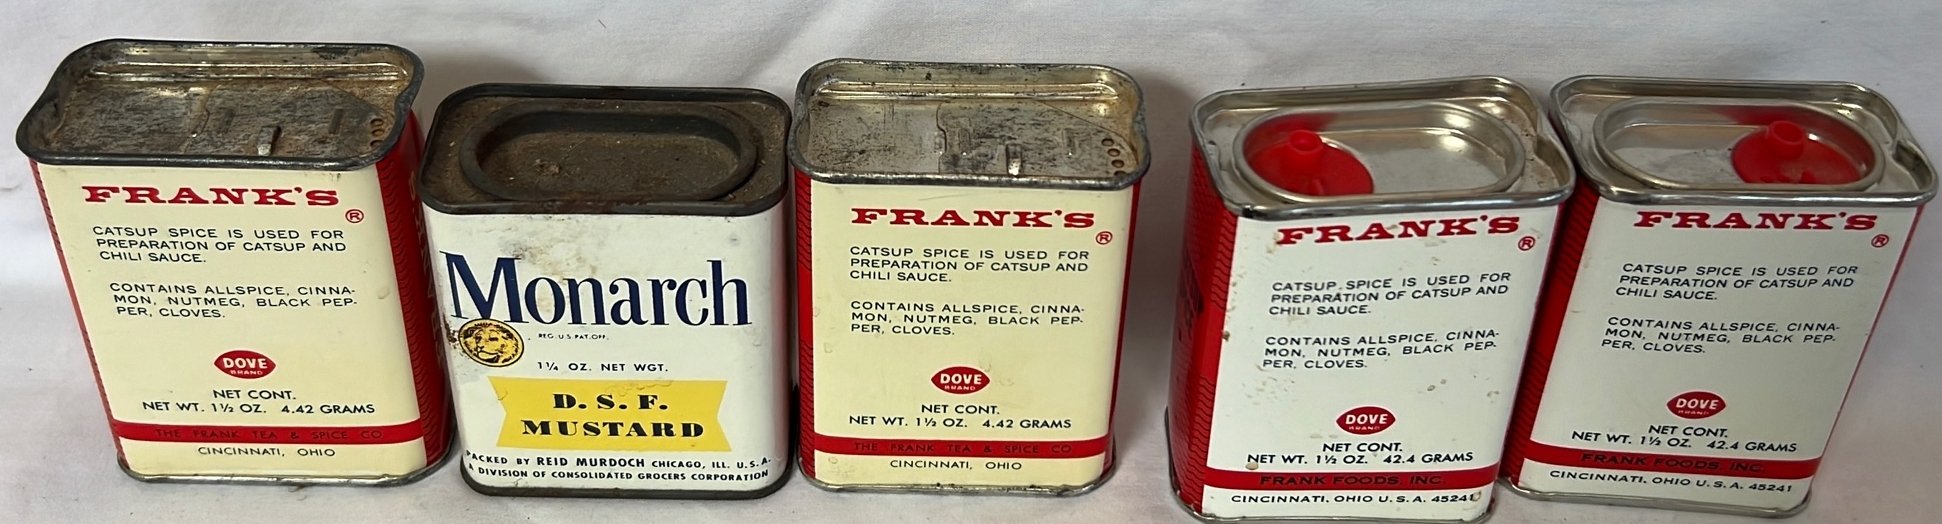 FRANK'S®
CATSUP SPICE IS USED FOR
PREPARATION OF CATSUP AND
CHILI SAUCE.
CONTAINS ALLSPICE, CINNA-
MON, NUTMEG, BLACK PEP-
PER, CLOVES.
DOVE
BRAND
NET CONT.
NET WT. 1½ OZ. 4.42 GRAMS
THE FRANK TEA & SPICE CO.
CINCINNATI, OHIO
Monarch
REG. U.S. PAT. OFF.
1¼ OZ. NET WGT.
D. S. F.
MUSTARD
PACKED BY REID MURDOCH CHICAGO, ILL. U.S.A.
A DIVISION OF CONSOLIDATED GROCERS CORPORATION
FRANK'S®
CATSUP SPICE IS USED FOR
PREPARATION OF CATSUP AND
CHILI SAUCE.
CONTAINS ALLSPICE, CINNA-
MON, NUTMEG, BLACK PEP-
PER, CLOVES.
DOVE
BRAND
NET CONT.
NET WT. 1½ OZ. 4.42 GRAMS
THE FRANK TEA & SPICE CO.
CINCINNATI, OHIO
FRANK'S®
CATSUP SPICE IS USED FOR
PREPARATION OF CATSUP AND
CHILI SAUCE.
CONTAINS ALLSPICE, CINNA-
MON, NUTMEG, BLACK PEP-
PER, CLOVES.
DOVE
BRAND
NET CONT.
NET WT. 1½ OZ. 42.4 GRAMS
FRANK FOODS, INC.
CINCINNATI, OHIO U.S.A. 45241
FRANK'S®
CATSUP SPICE IS USED FOR
PREPARATION OF CATSUP AND
CHILI SAUCE.
CONTAINS ALLSPICE, CINNA-
MON, NUTMEG, BLACK PEP-
PER, CLOVES.
DOVE
BRAND
NET CONT.
NET WT. 1½ OZ. 42.4 GRAMS
FRANK FOODS, INC.
CINCINNATI, OHIO U.S.A. 45241